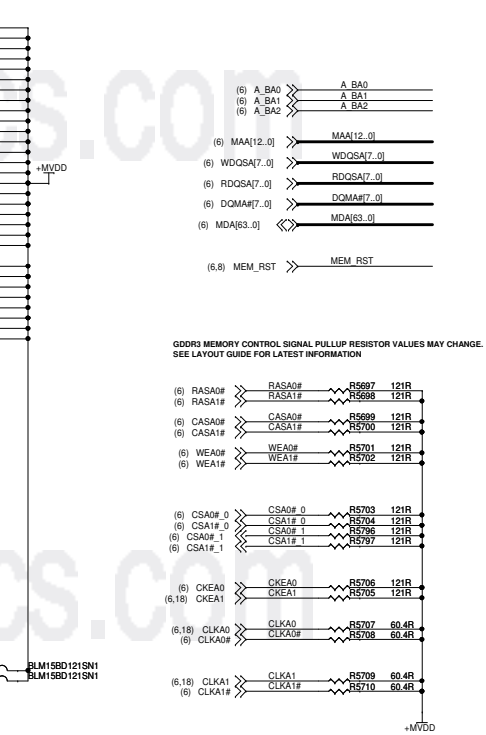 cs.com
+MVDD
(6) A_BA0 A_BA0
(6) A_BA1 A_BA1
(6) A_BA2 A_BA2
(6) MAA[12..0] MAA[12..0]
(6) WDQSA[7..0] WDQSA[7..0]
(6) RDQSA[7..0] RDQSA[7..0]
(6) DQMA#[7..0] DQMA#[7..0]
(6) MDA[63..0] MDA[63..0]
(6,8) MEM_RST MEM_RST
GDDR3 MEMORY CONTROL SIGNAL PULLUP RESISTOR VALUES MAY CHANGE.
SEE LAYOUT GUIDE FOR LATEST INFORMATION
(6) RASA0# RASA0# R5697 121R
(6) RASA1# RASA1# R5698 121R
(6) CASA0# CASA0# R5699 121R
(6) CASA1# CASA1# R5700 121R
(6) WEA0# WEA0# R5701 121R
(6) WEA1# WEA1# R5702 121R
(6) CSA0#_0 CSA0#_0 R5703 121R
(6) CSA1#_0 CSA1#_0 R5704 121R
(6) CSA0#_1 CSA0#_1 R5796 121R
(6) CSA1#_1 CSA1#_1 R5797 121R
cs.com
(6) CKEA0 CKEA0 R5706 121R
(6,18) CKEA1 CKEA1 R5705 121R
(6,18) CLKA0 CLKA0 R5707 60.4R
(6) CLKA0# CLKA0# R5708 60.4R
BLM15BD121SN1
BLM15BD121SN1
(6,18) CLKA1 CLKA1 R5709 60.4R
(6) CLKA1# CLKA1# R5710 60.4R
+MVDD